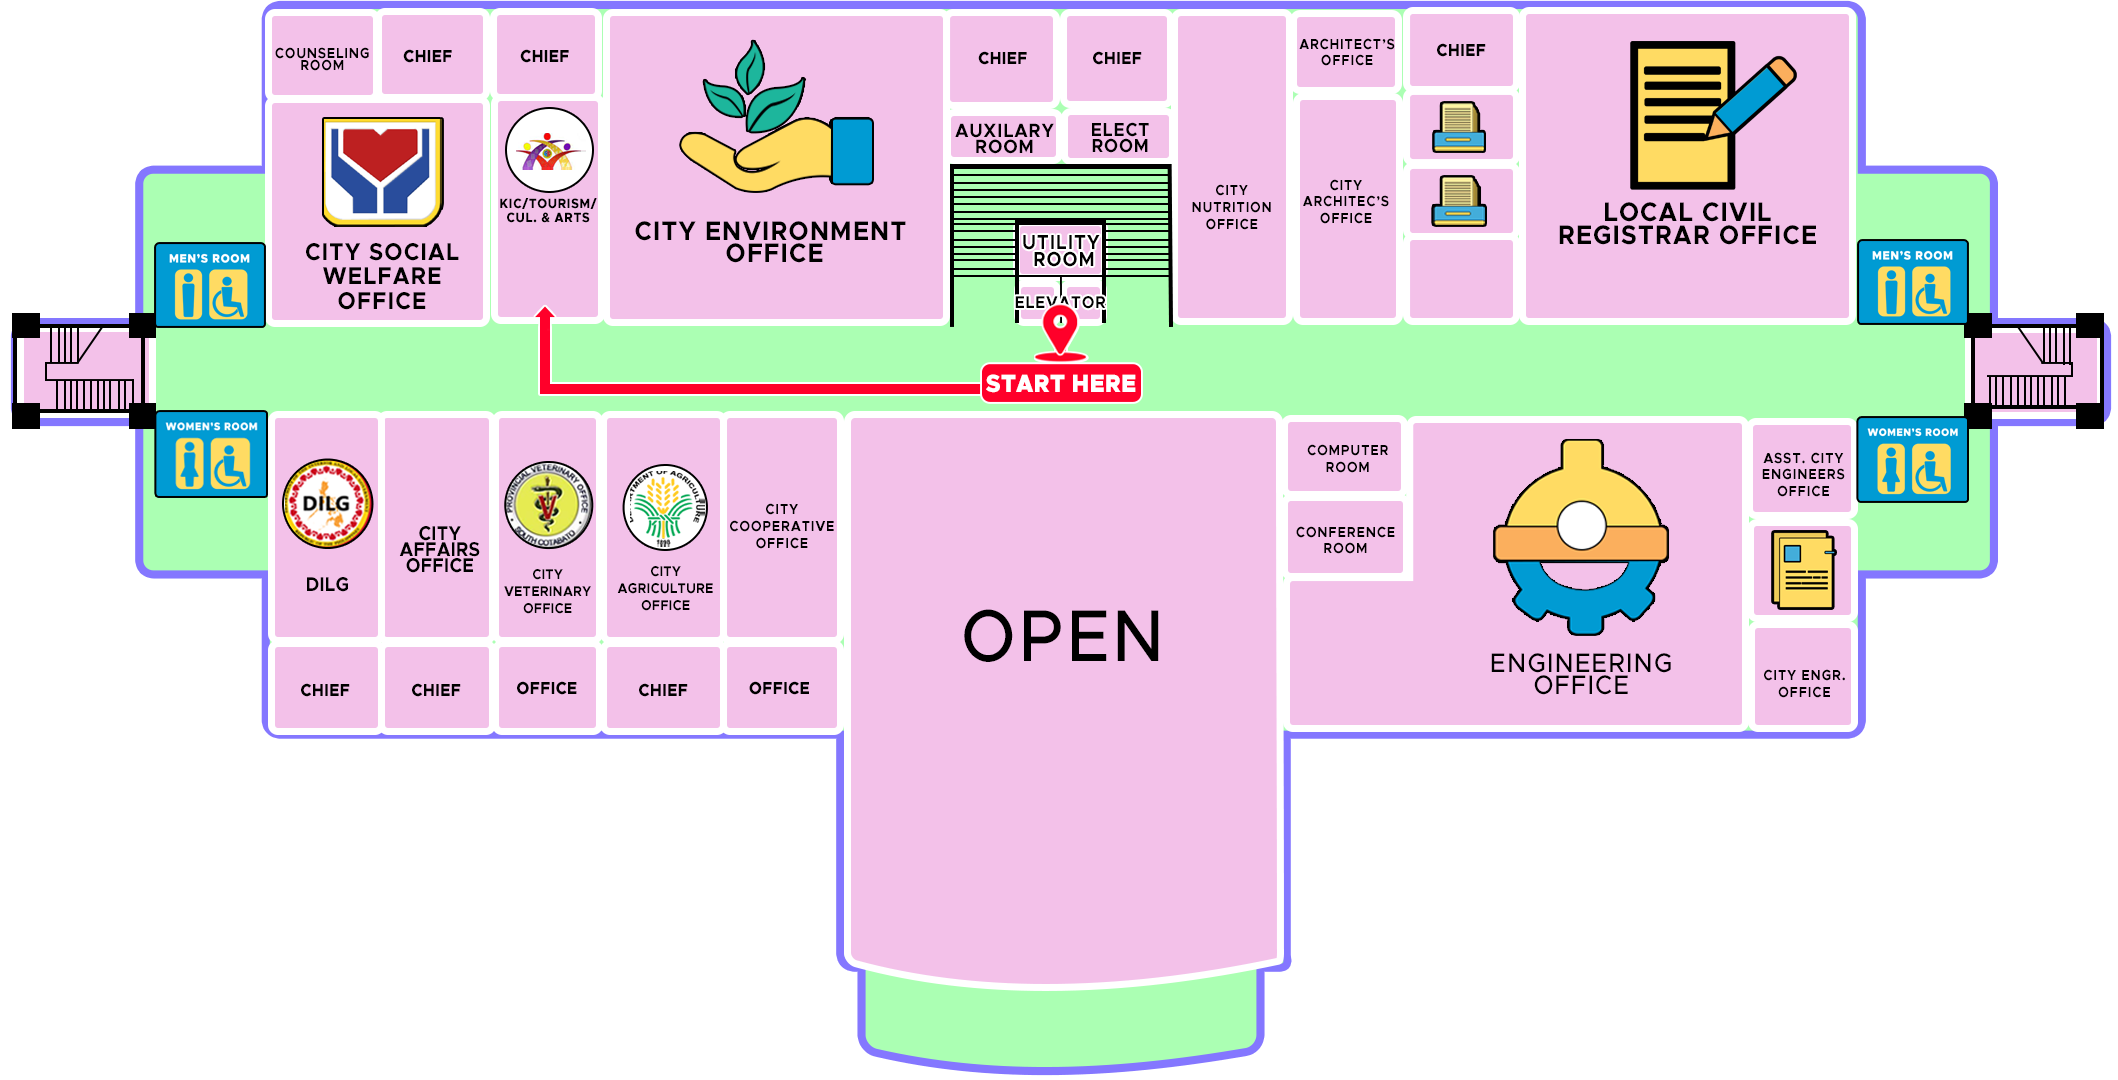 COUNSELING
ROOM
CHIEF
CHIEF
CHIEF
CHIEF
ARCHITECT'S
OFFICE
CHIEF
AUXILARY
ROOM
ELECT
ROOM
KIC/TOURISM/
CUL. & ARTS
CITY ENVIRONMENT
OFFICE
CITY SOCIAL
WELFARE
OFFICE
UTILITY
ROOM
ELEVATOR
CITY
NUTRITION
OFFICE
CITY
ARCHITEC'S
OFFICE
LOCAL CIVIL
REGISTRAR OFFICE
MEN'S ROOM
MEN'S ROOM
START HERE
WOMEN'S ROOM
WOMEN'S ROOM
DILG
DILG
CITY
AFFAIRS
OFFICE
PROVINCIAL VETERINARY OFFICE
SOUTH COTABATO
V
CITY
VETERINARY
OFFICE
DEPARTMENT OF AGRICULTURE
CITY
AGRICULTURE
OFFICE
CITY
COOPERATIVE
OFFICE
OPEN
COMPUTER
ROOM
CONFERENCE
ROOM
ENGINEERING
OFFICE
ASST. CITY
ENGINEERS
OFFICE
CITY ENGR.
OFFICE
CHIEF
CHIEF
OFFICE
CHIEF
OFFICE